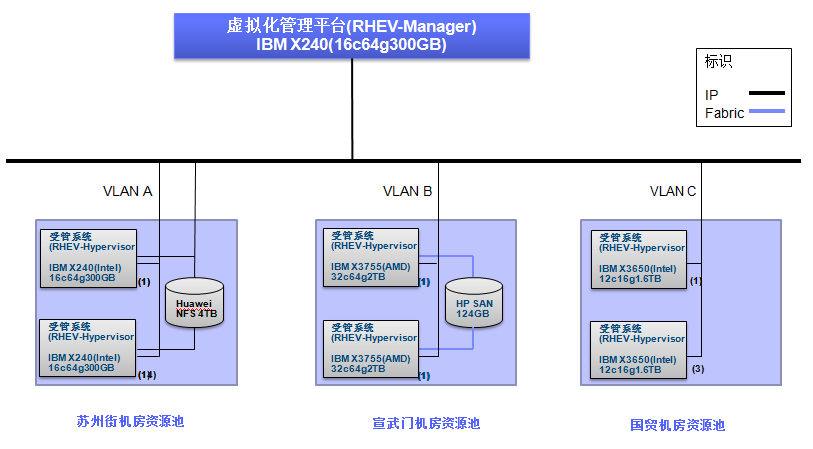 虚拟化管理平台(RHEV-Manager)
IBM X240(16c64g300GB)
标识
IP
Fabric
VLAN A
VLAN B
VLAN C
受管系统
(RHEV-Hypervisor
IBM X240(Intel)
16c64g300GB
(1)
Huawei
NFS 4TB
受管系统
(RHEV-Hypervisor
IBM X240(Intel)
16c64g300GB
受管系统
(RHEV-Hypervisor
IBM X3755(AMD)
32c64g2TB
(1)
HP SAN
124GB
受管系统
(RHEV-Hypervisor
IBM X3755(AMD)
32c64g2TB
(1)
受管系统
(RHEV-Hypervisor
IBM X3650(Intel)
12c16g1.6TB
(1)
受管系统
(RHEV-Hypervisor
IBM X3650(Intel)
12c16g1.6TB
(3)
苏州街机房资源池
宣武门机房资源池
国贸机房资源池